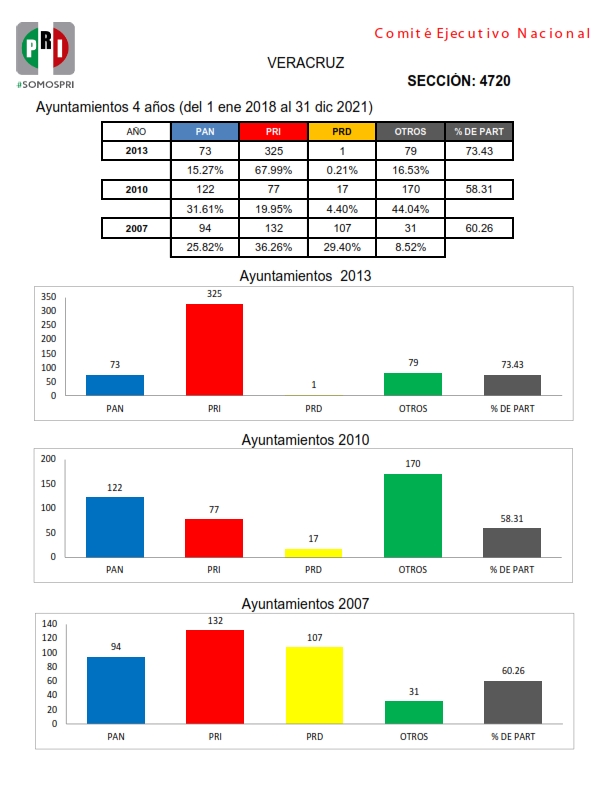 Comité Ejecutivo Nacional
PRI
#SOMOSPRI
VERACRUZ
SECCIÓN: 4720
Ayuntamientos 4 años (del 1 ene 2018 al 31 dic 2021)
AÑO PAN PRI PRD OTROS % DE PART
2013 73 325 1 79 73.43
15.27% 67.99% 0.21% 16.53%
2010 122 77 17 170 58.31
31.61% 19.95% 4.40% 44.04%
2007 94 132 107 31 60.26
25.82% 36.26% 29.40% 8.52%
Ayuntamientos 2013
350
300
250
200
150
100
50
0
73 325 1 79 73.43
PAN PRI PRD OTROS % DE PART
Ayuntamientos 2010
200
150
100
50
0
122 77 17 170 58.31
PAN PRI PRD OTROS % DE PART
Ayuntamientos 2007
140
120
100
80
60
40
20
0
94 132 107 31 60.26
PAN PRI PRD OTROS % DE PART